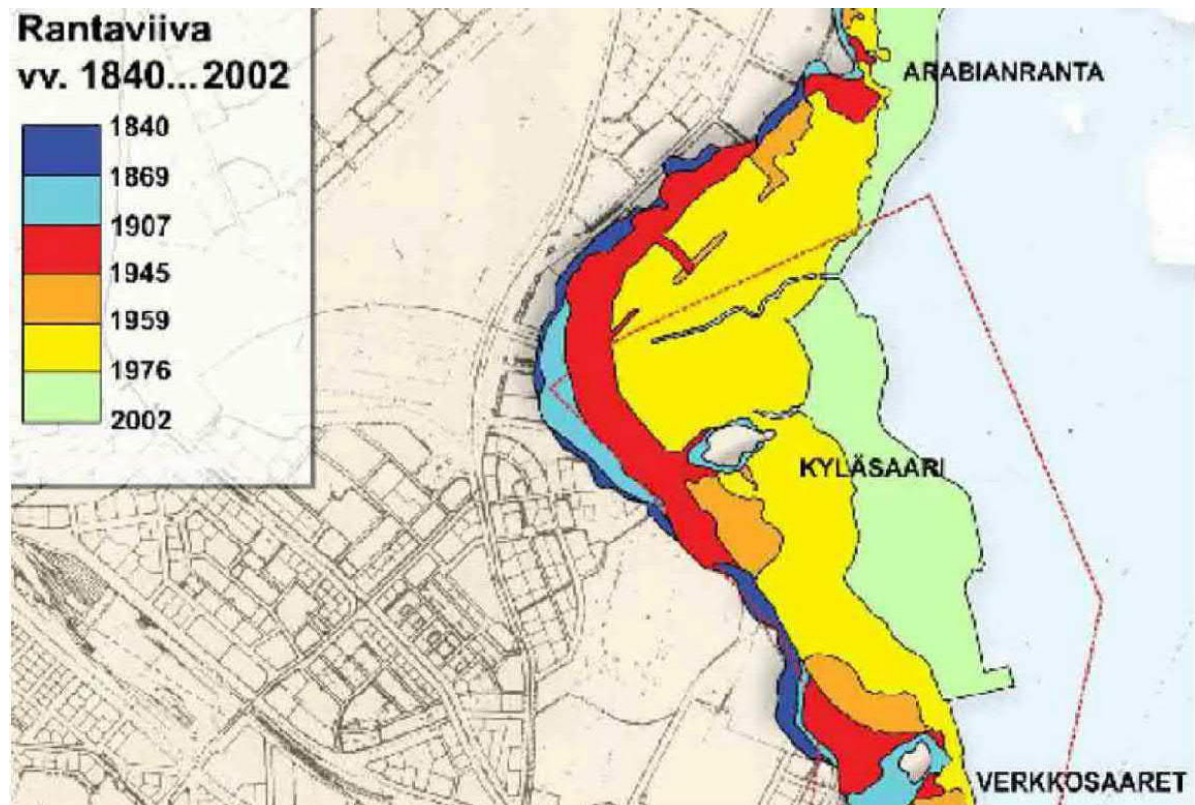 Rantaviiva
vv. 1840...2002
1840
1869
1907
1945
1959
1976
2002
ARABIANRANTA
KYLÄSAARI
VERKKOSAARET